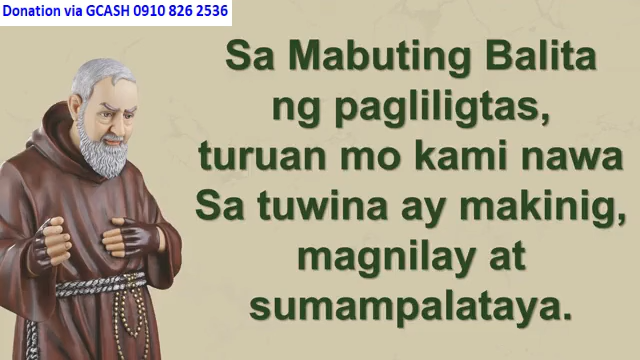 Donation via GCASH 0910 826 2536
Sa Mabuting Balita
ng pagliligtas,
turuan mo kami nawa
Sa tuwina ay makinig,
magnilay at
sumampalataya.